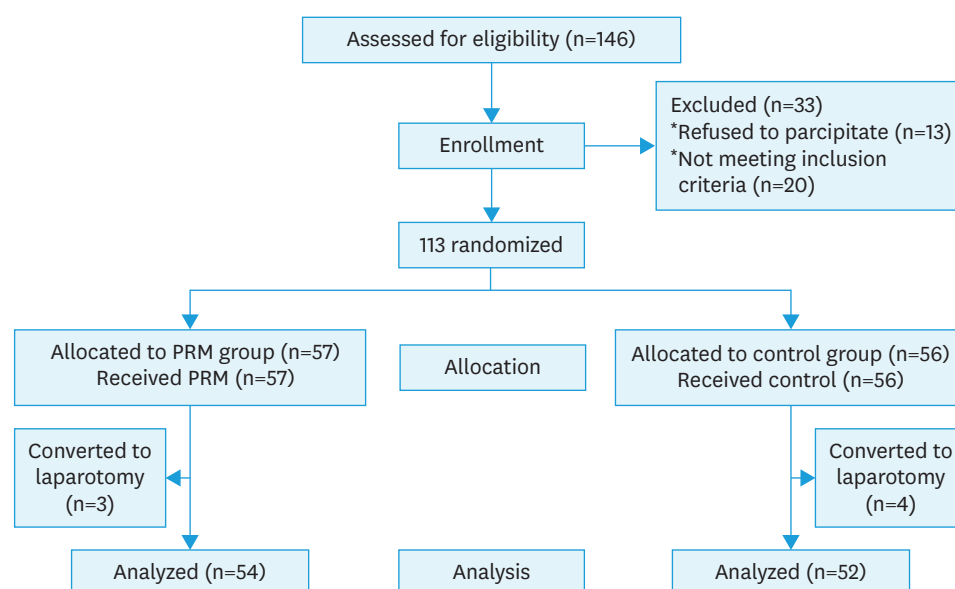 Assessed for eligibility (n=146)
Excluded (n=33)
*Refused to parcipitate (n=13)
*Not meeting inclusion
criteria (n=20)
Enrollment
113 randomized
Allocated to PRM group (n=57)
Received PRM (n=57)
Allocation
Allocated to control group (n=56)
Received control (n=56)
Converted to
laparotomy
(n=3)
Converted to
laparotomy
(n=4)
Analyzed (n=54)
Analysis
Analyzed (n=52)